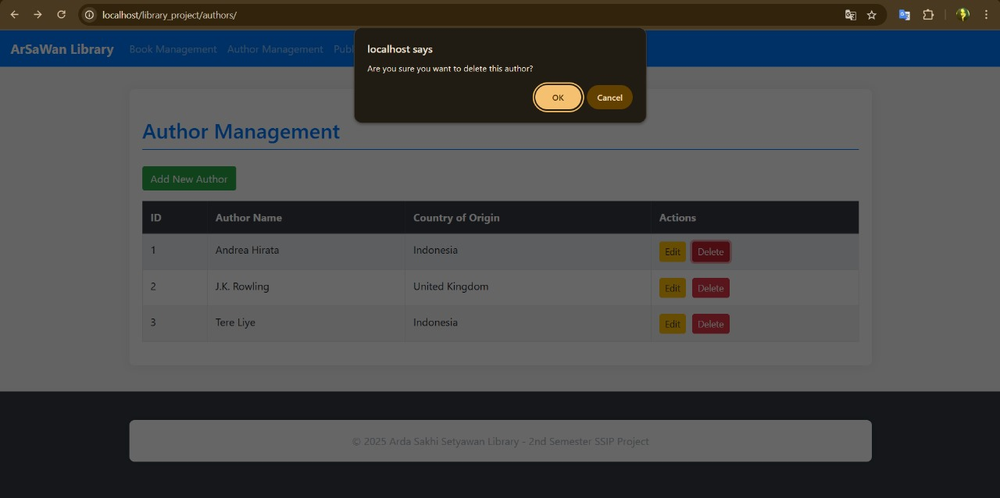 localhost/library_project/authors/
ArSaWan Library Book Management Author Management Publ
localhost says
Are you sure you want to delete this author?
OK Cancel
Author Management
Add New Author
ID Author Name Country of Origin Actions
1 Andrea Hirata Indonesia Edit Delete
2 J.K. Rowling United Kingdom Edit Delete
3 Tere Liye Indonesia Edit Delete
© 2025 Arda Sakhi Setyawan Library - 2nd Semester SSIP Project